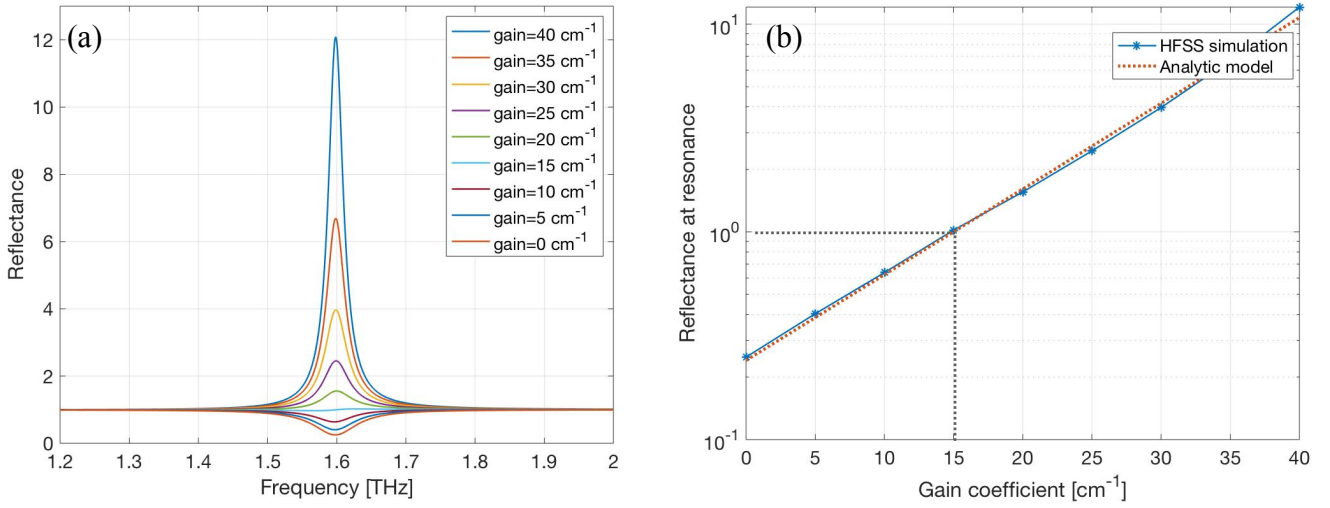 (a)
12
10
8
6
4
2
0
Reflectance
gain=40 cm⁻¹
gain=35 cm⁻¹
gain=30 cm⁻¹
gain=25 cm⁻¹
gain=20 cm⁻¹
gain=15 cm⁻¹
gain=10 cm⁻¹
gain=5 cm⁻¹
gain=0 cm⁻¹
1.2 1.3 1.4 1.5 1.6 1.7 1.8 1.9 2
Frequency [THz]
(b)
10¹
10⁰
10⁻¹
Reflectance at resonance
HFSS simulation
Analytic model
0 5 10 15 20 25 30 35 40
Gain coefficient [cm⁻¹]